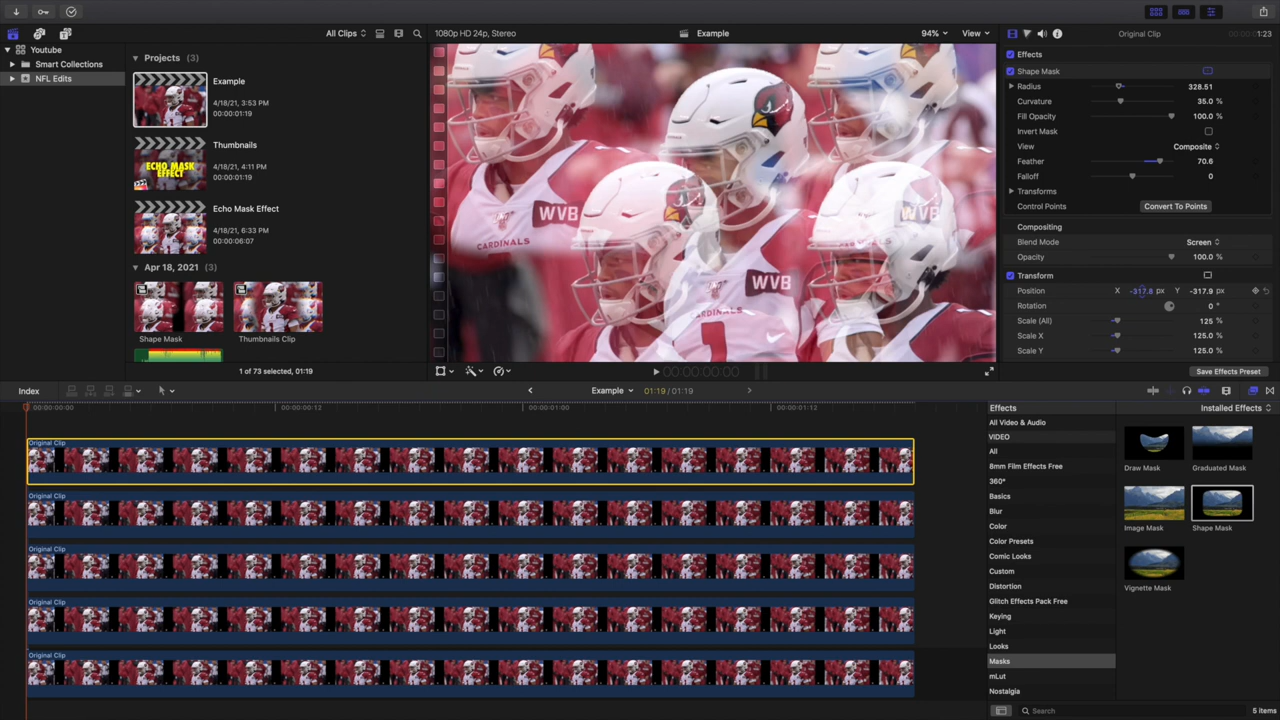 All Clips
1080p HD 24p, Stereo
Example
94%
View
Original Clip
1:23
Youtube
Smart Collections
NFL Edits
Projects (3)
Example
4/18/21, 3:53 PM
00:00:01:19
Thumbnails
4/18/21, 4:11 PM
00:00:01:19
ECHO MASK
EFFECT
Echo Mask Effect
4/18/21, 6:33 PM
00:00:06:07
Apr 18, 2021 (3)
Shape Mask
Thumbnails Clip
1 of 73 selected, 01:19
WVB
CARDINALS
WVB
WVB
CARDINALS
1
Effects
Shape Mask
Radius 328.51
Curvature 35.0 %
Fill Opacity 100.0 %
Invert Mask
View Composite
Feather 70.6
Falloff 0
Transforms
Control Points Convert To Points
Compositing
Blend Mode Screen
Opacity 100.0 %
Transform
Position X -317.8 px Y -317.9 px
Rotation 0 °
Scale (All) 125 %
Scale X 125.0 %
Scale Y 125.0 %
Save Effects Preset
00:00:00:00
Index
Example
01:19 / 01:19
00:00:00:00
00:00:00:12
00:00:01:00
00:00:01:12
Original Clip
Original Clip
Original Clip
Original Clip
Original Clip
Effects
Installed Effects
All Video & Audio
VIDEO
All
8mm Film Effects Free
360°
Basics
Blur
Color
Color Presets
Comic Looks
Custom
Distortion
Glitch Effects Pack Free
Keying
Light
Looks
Masks
mLut
Nostalgia
Draw Mask
Graduated Mask
Image Mask
Shape Mask
Vignette Mask
Search
5 items